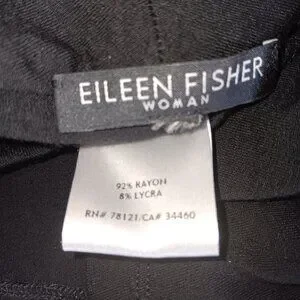 EILEEN FISHER
WOMAN
92% RAYON
8% LYCRA
RN# 78121/CA# 34460